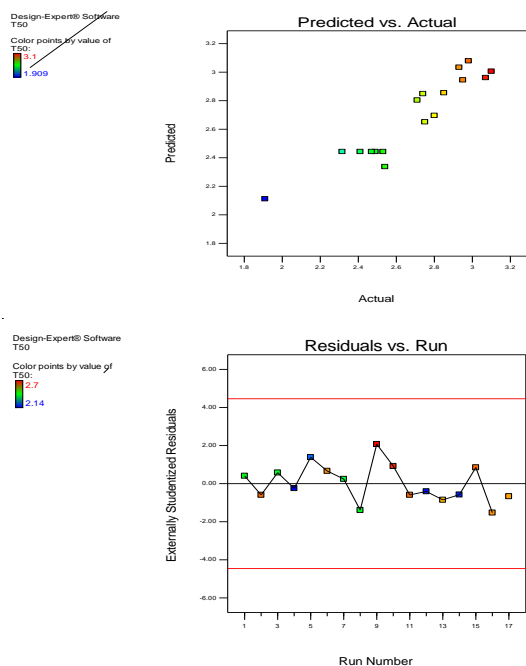 Design-Expert® Software
T50
Color points by value of
T50:
3.1
1.909
Predicted vs. Actual
3.2
3
2.8
2.6
2.4
2.2
2
1.8
Predicted
1.8
2
2.2
2.4
2.6
2.8
3
3.2
Actual
Design-Expert® Software
T50
Color points by value of
T50:
2.7
2.14
Residuals vs. Run
6.00
4.00
2.00
0.00
-2.00
-4.00
-6.00
Externally Studentized Residuals
1
3
5
7
9
11
13
15
17
Run Number